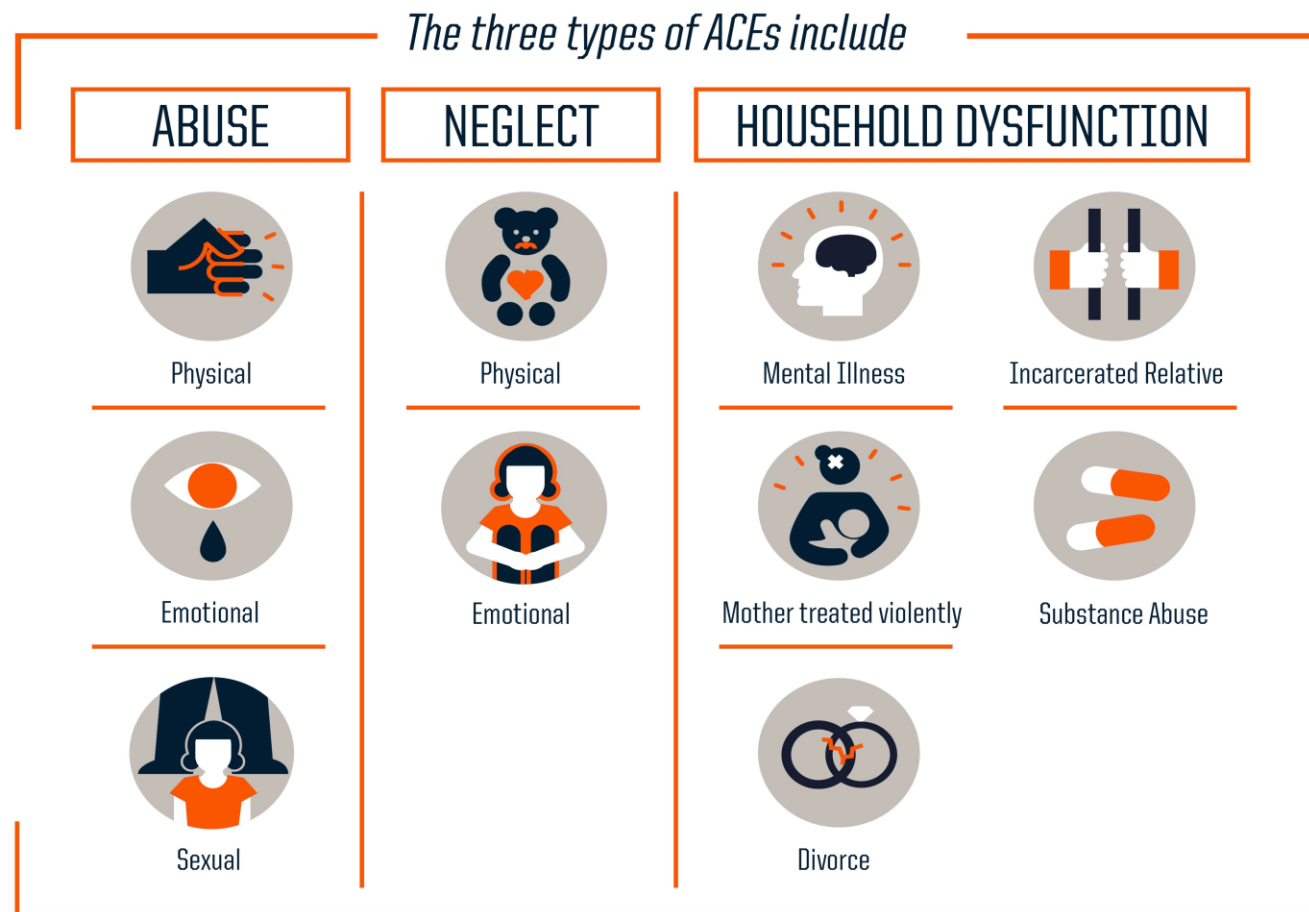 The three types of ACEs include
ABUSE
Physical
Emotional
Sexual
NEGLECT
Physical
Emotional
HOUSEHOLD DYSFUNCTION
Mental Illness
Incarcerated Relative
Mother treated violently
Substance Abuse
Divorce